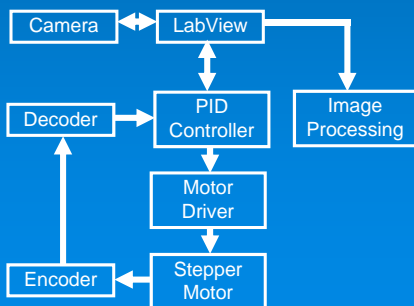 Camera
LabView
Decoder
PID
Controller
Image
Processing
Motor
Driver
Encoder
Stepper
Motor